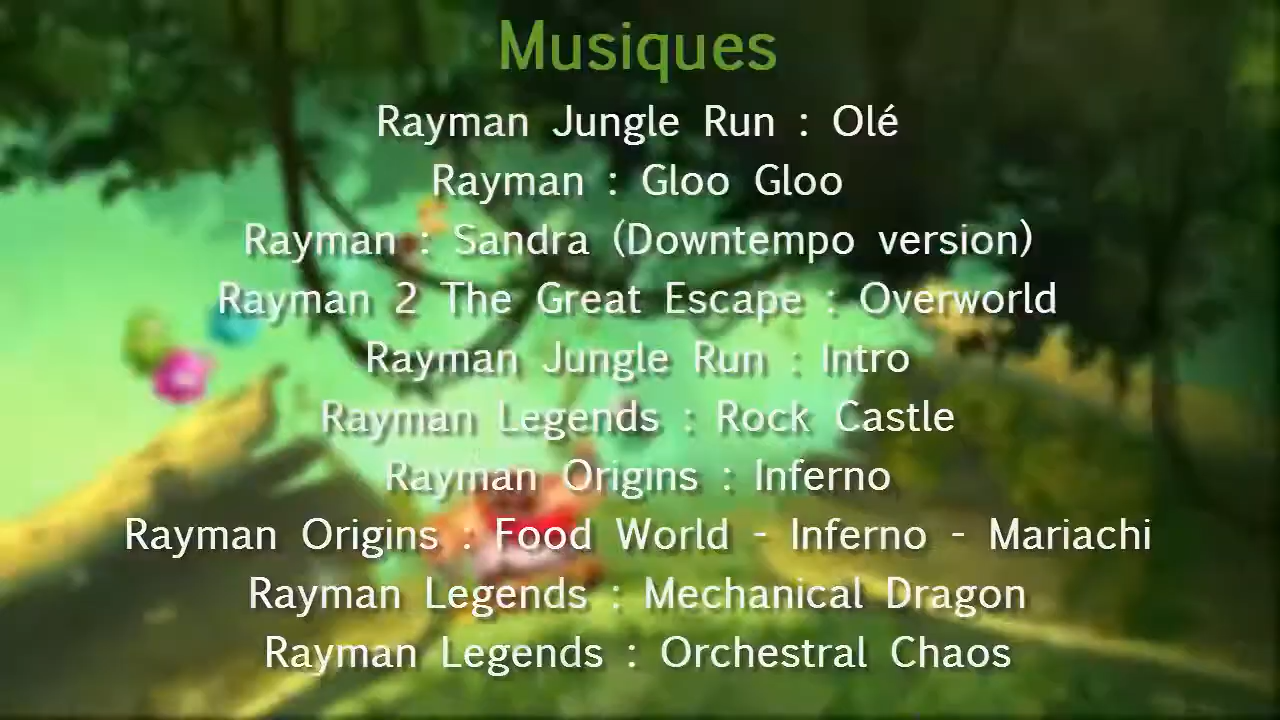 Musiques
Rayman Jungle Run : Olé
Rayman : Gloo Gloo
Rayman : Sandra (Downtempo version)
Rayman 2 The Great Escape : Overworld
Rayman Jungle Run : Intro
Rayman Legends : Rock Castle
Rayman Origins : Inferno
Rayman Origins : Food World - Inferno - Mariachi
Rayman Legends : Mechanical Dragon
Rayman Legends : Orchestral Chaos